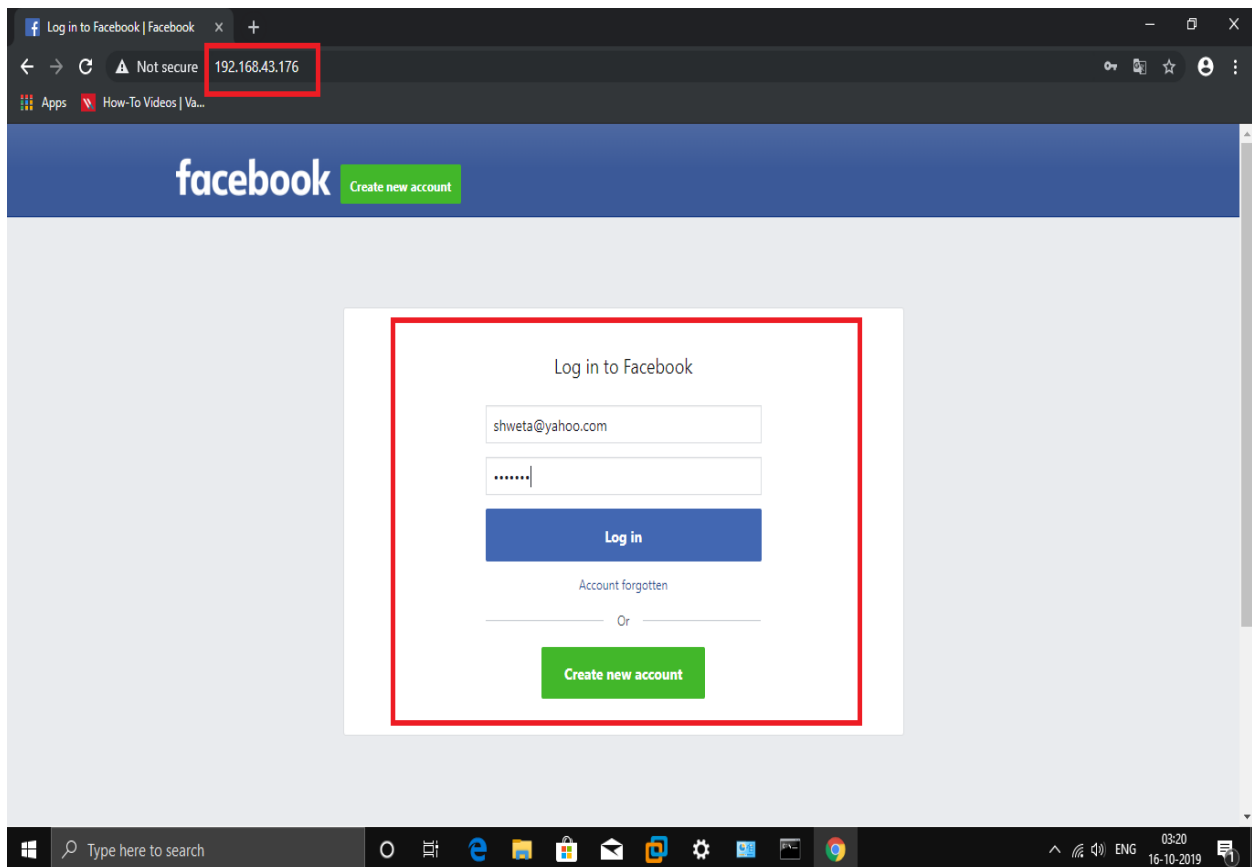 Log in to Facebook | Facebook
Not secure 192.168.43.176
Apps How-To Videos | Va...
facebook Create new account
Log in to Facebook
shweta@yahoo.com
•••••••
Log in
Account forgotten
Or
Create new account
Type here to search
ENG
03:20
16-10-2019
1